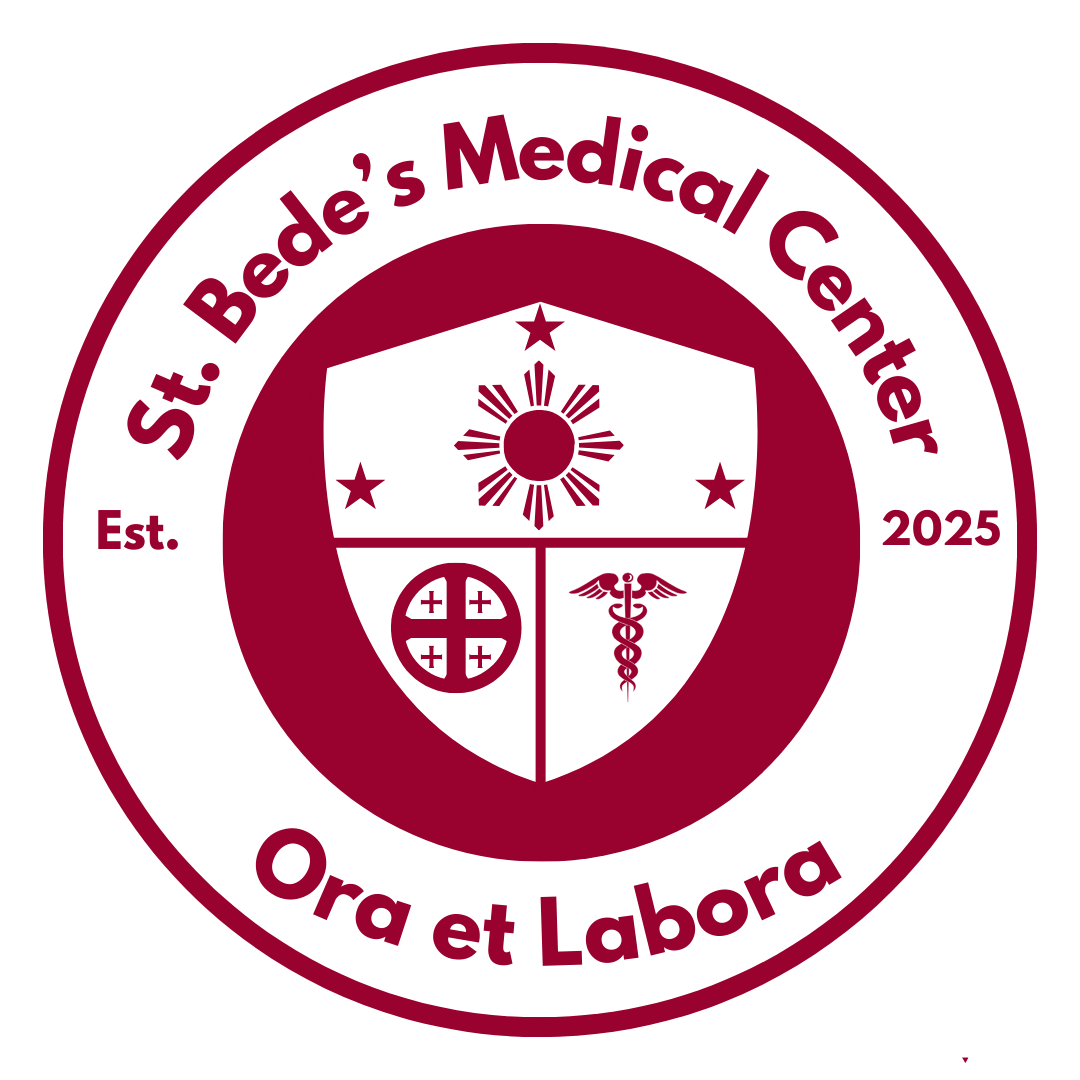 St. Bede’s Medical Center
Est.
2025
Ora et Labora